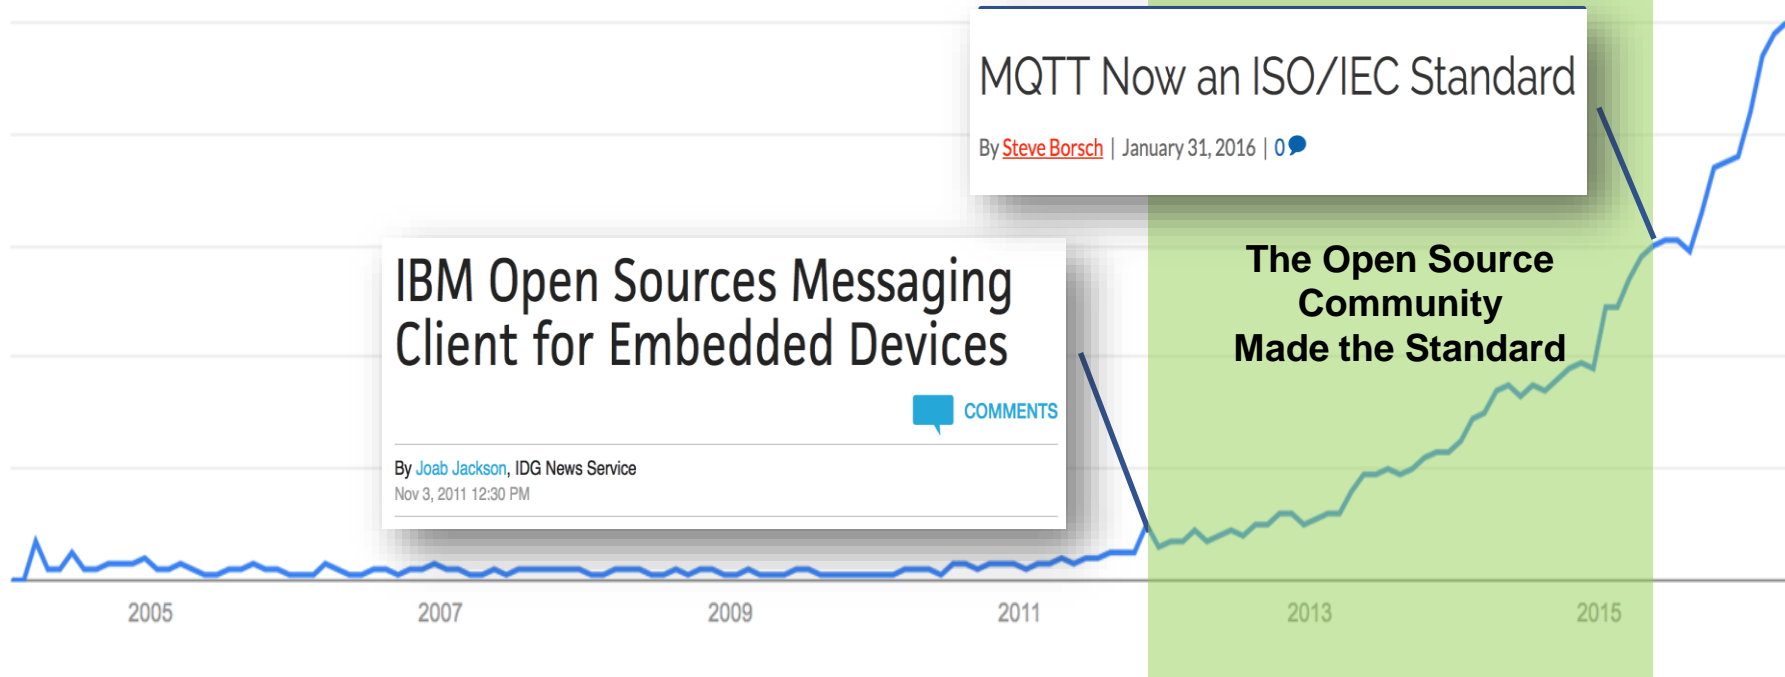 MQTT Now an ISO/IEC Standard
By Steve Borsch | January 31, 2016 | 0
IBM Open Sources Messaging
Client for Embedded Devices
COMMENTS
By Joab Jackson, IDG News Service
Nov 3, 2011 12:30 PM
The Open Source
Community
Made the Standard
2005 2007 2009 2011 2013 2015